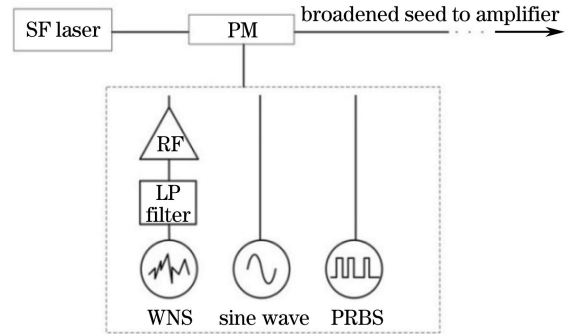 broadened seed to amplifier
SF laser
PM
RF
LP
filter
WNS
sine wave
PRBS